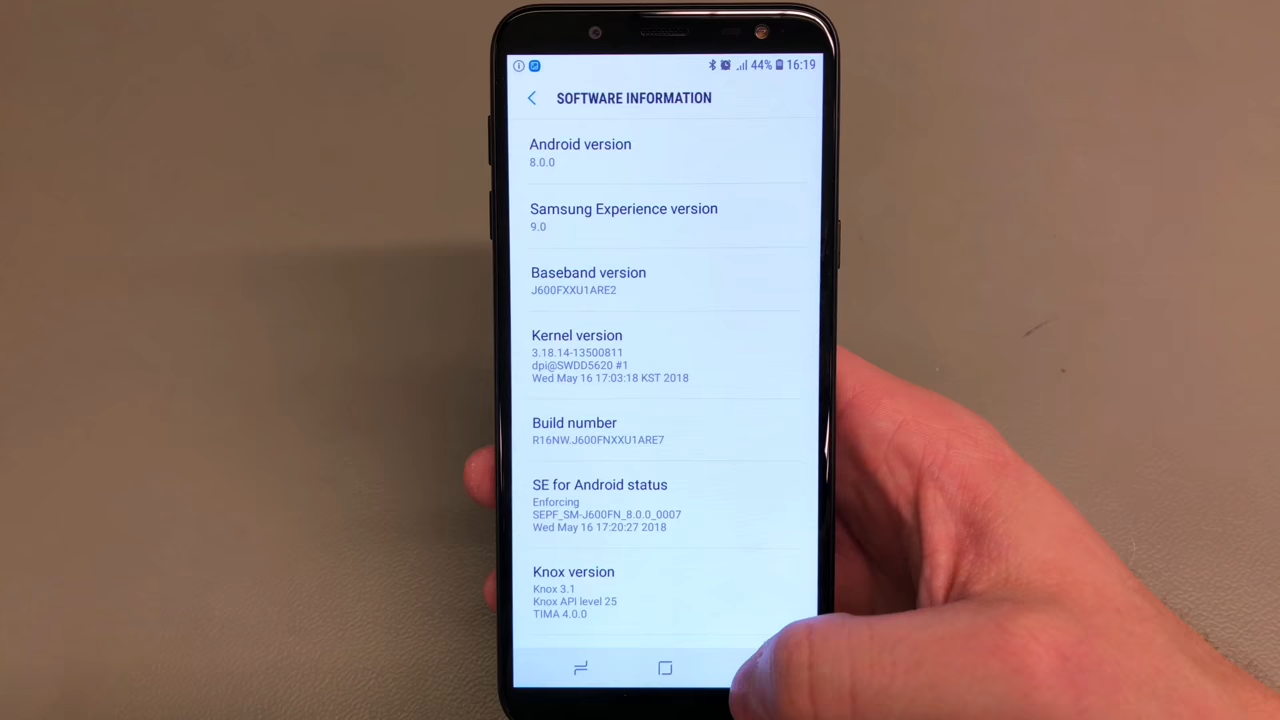 44% 16:19
SOFTWARE INFORMATION
Android version
8.0.0
Samsung Experience version
9.0
Baseband version
J600FXXU1ARE2
Kernel version
3.18.14-13500811
dpi@SWDD5620 #1
Wed May 16 17:03:18 KST 2018
Build number
R16NW.J600FNXXU1ARE7
SE for Android status
Enforcing
SEPF_SM-J600FN_8.0.0_0007
Wed May 16 17:20:27 2018
Knox version
Knox 3.1
Knox API level 25
TIMA 4.0.0